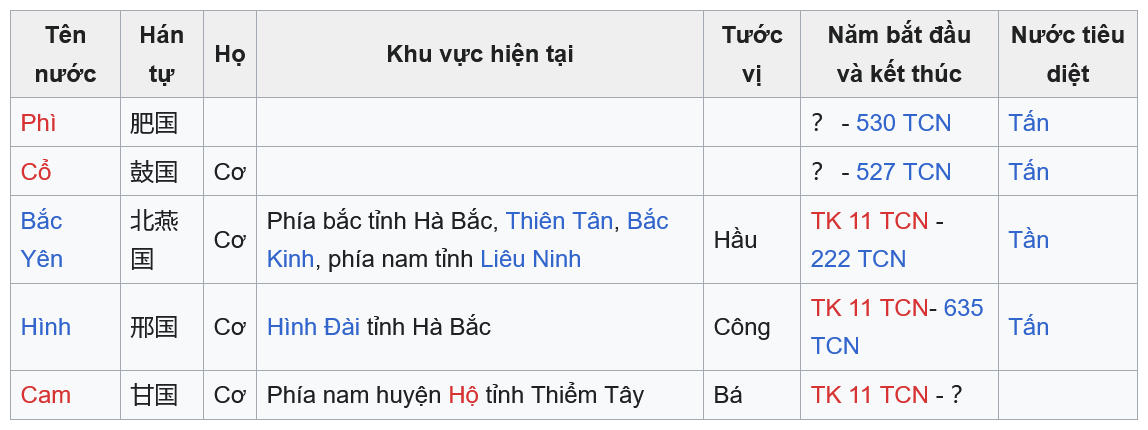 Tên nước Hán tự Họ Khu vực hiện tại Tước vị Năm bắt đầu và kết thúc Nước tiêu diệt
Phì 肥国 ? - 530 TCN Tấn
Cổ 鼓国 Cơ ? - 527 TCN Tấn
Bắc Yên 北燕国 Cơ Phía bắc tỉnh Hà Bắc, Thiên Tân, Bắc Kinh, phía nam tỉnh Liêu Ninh Hầu TK 11 TCN - 222 TCN Tần
Hình 邢国 Cơ Hình Đài tỉnh Hà Bắc Công TK 11 TCN- 635 TCN Tấn
Cam 甘国 Cơ Phía nam huyện Hộ tỉnh Thiểm Tây Bá TK 11 TCN - ?